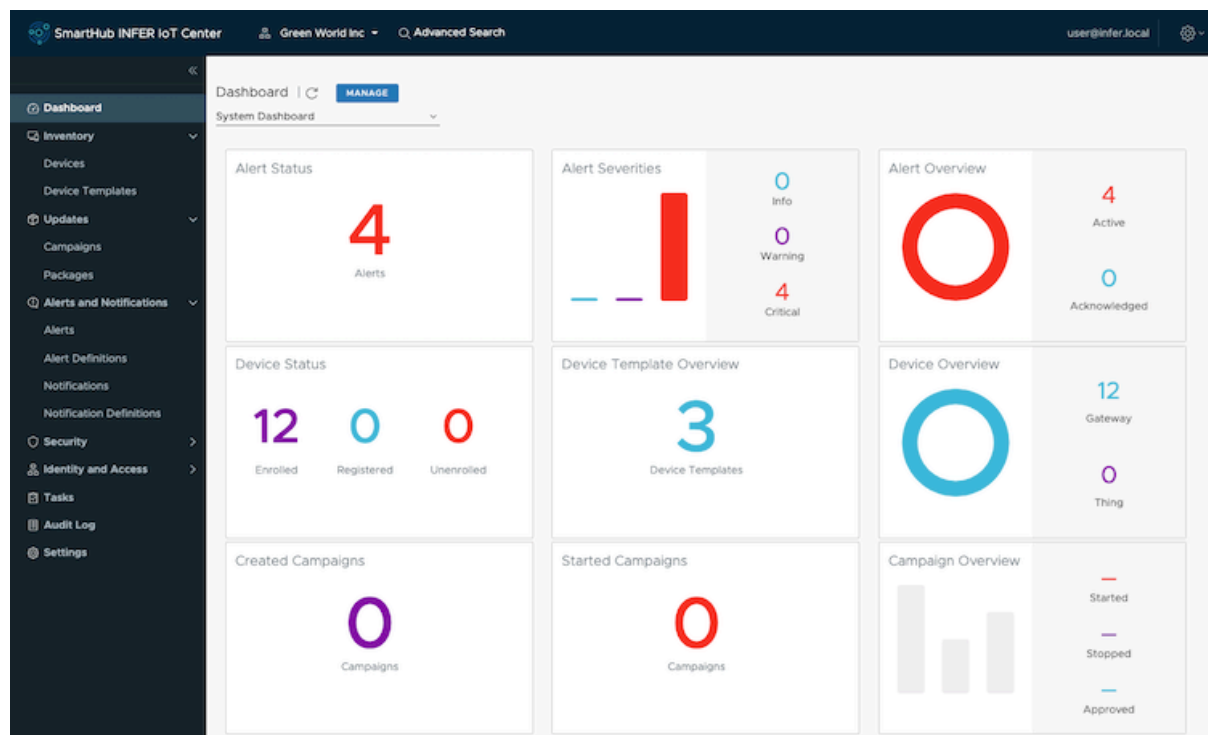 SmartHub INFER IoT Center
Green World Inc
Advanced Search
user@infer.local
Dashboard
Inventory
Devices
Device Templates
Updates
Campaigns
Packages
Alerts and Notifications
Alerts
Alert Definitions
Notifications
Notification Definitions
Security
Identity and Access
Tasks
Audit Log
Settings
Dashboard
MANAGE
System Dashboard
Alert Status
4
Alerts
Alert Severities
0
Info
0
Warning
4
Critical
Alert Overview
4
Active
0
Acknowledged
Device Status
12
Enrolled
0
Registered
0
Unenrolled
Device Template Overview
3
Device Templates
Device Overview
12
Gateway
0
Thing
Created Campaigns
0
Campaigns
Started Campaigns
0
Campaigns
Campaign Overview
—
Started
—
Stopped
—
Approved